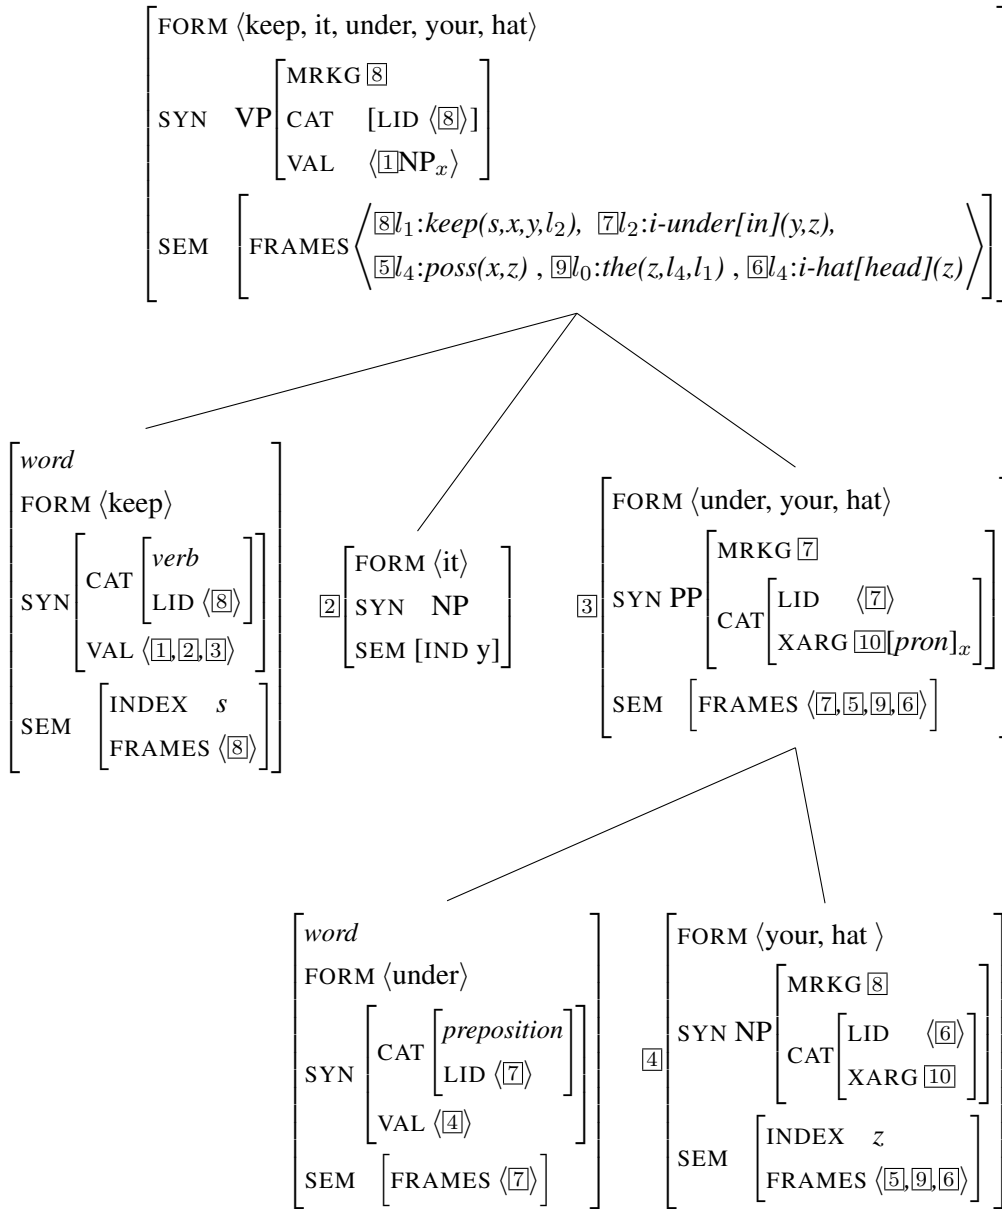 FORM ⟨keep, it, under, your, hat⟩
MRKG 8
SYN VP CAT [LID ⟨8⟩]
VAL ⟨1NPx⟩
8l1:keep(s,x,y,l2), 7l2:i-under[in](y,z),
SEM FRAMES
5l4:poss(x,z) , 9l0:the(z,l4,l1) , 6l4:i-hat[head](z)
word
FORM ⟨keep⟩
verb
CAT
LID ⟨8⟩
SYN
VAL ⟨1,2,3⟩
INDEX s
SEM
FRAMES ⟨8⟩
2
FORM ⟨it⟩
SYN NP
SEM [IND y]
3
FORM ⟨under, your, hat⟩
MRKG 7
SYN PP
LID ⟨7⟩
CAT
XARG 10[pron]x
SEM [FRAMES ⟨7,5,9,6⟩]
word
FORM ⟨under⟩
preposition
CAT
LID ⟨7⟩
SYN
VAL ⟨4⟩
SEM [FRAMES ⟨7⟩]
4
FORM ⟨your, hat ⟩
MRKG 8
SYN NP
LID ⟨6⟩
CAT
XARG 10
INDEX z
SEM
FRAMES ⟨5,9,6⟩